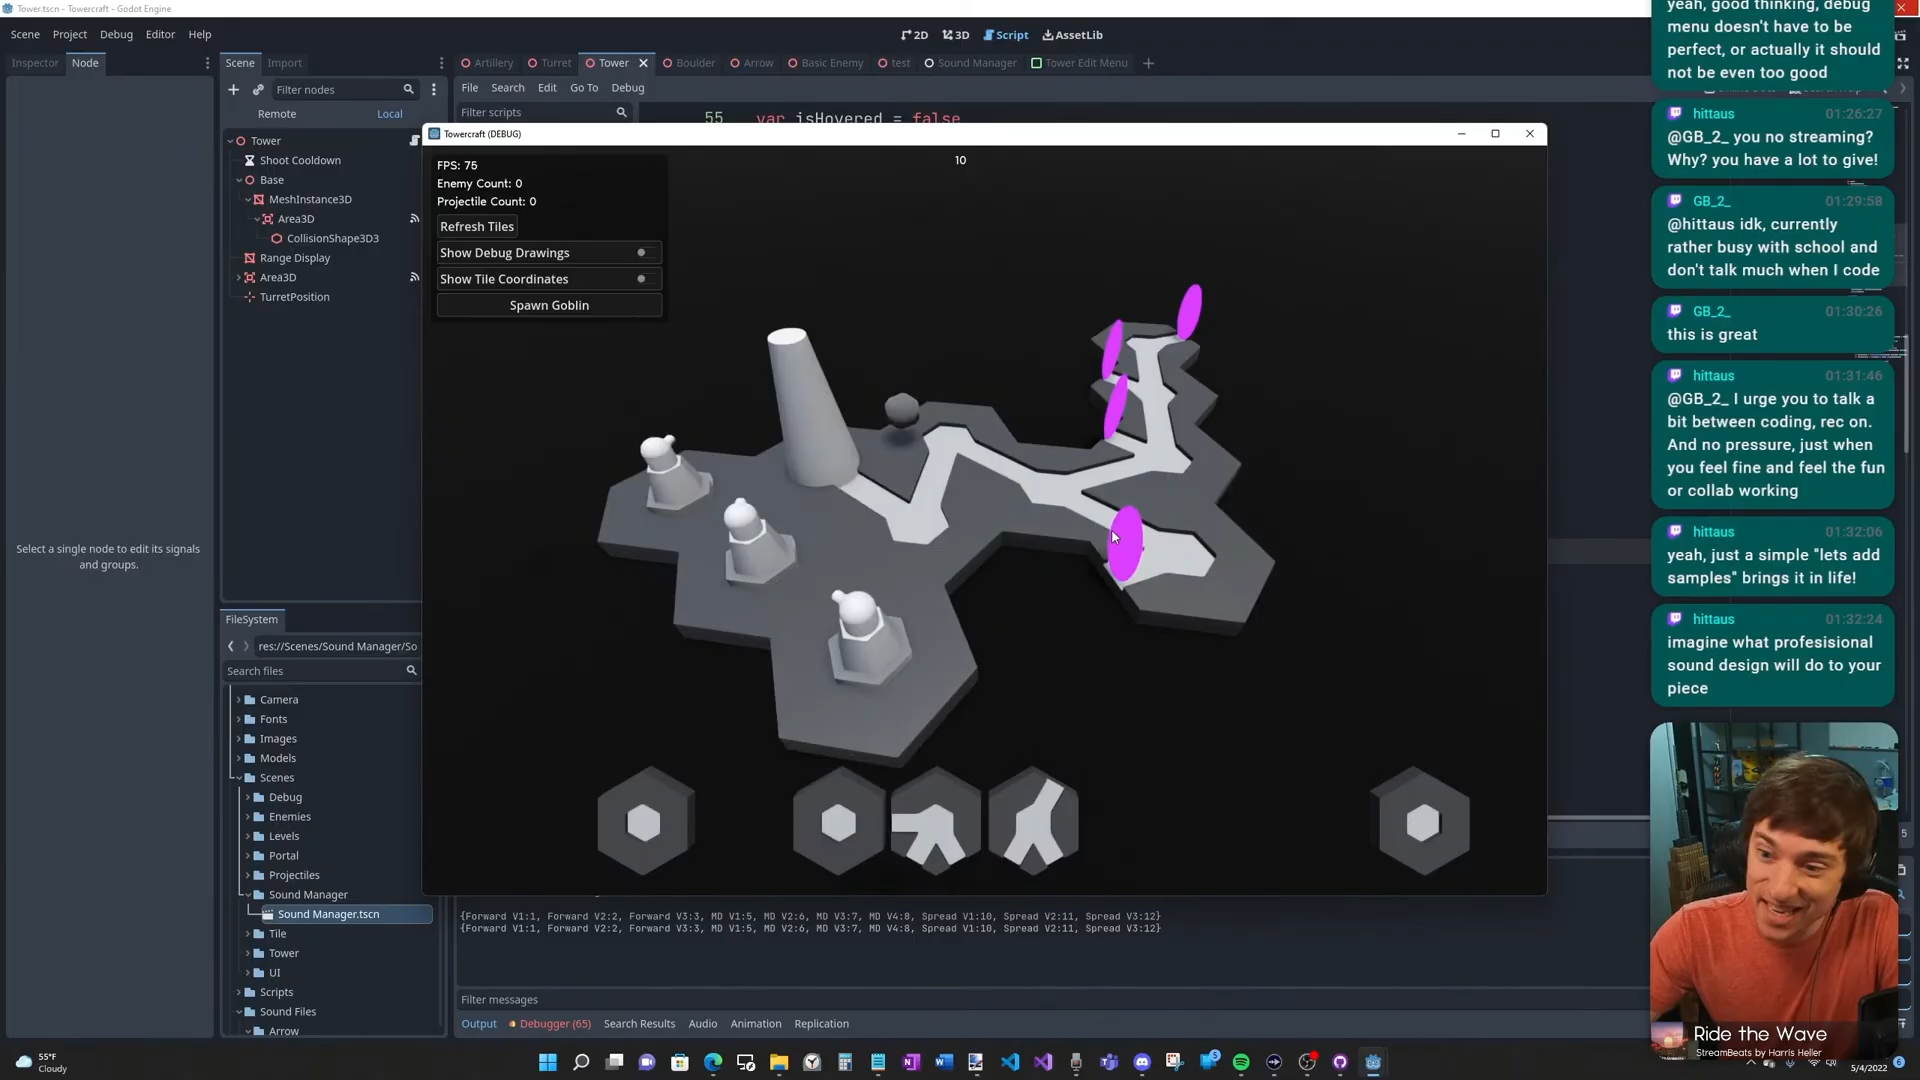 Tower.tscn - Towercraft - Godot Engine
Scene Project Debug Editor Help
2D 3D Script AssetLib
Inspector Node
Scene Import
Artillery Turret Tower Boulder Arrow Basic Enemy test Sound Manager Tower Edit Menu
Filter nodes
File Search Edit Go To Debug
Remote Local
Filter scripts
55 var isHovered = false
Tower
Shoot Cooldown
Base
MeshInstance3D
Area3D
CollisionShape3D3
Range Display
Area3D
TurretPosition
Select a single node to edit its signals
and groups.
FileSystem
res://Scenes/Sound Manager/So
Search files
Camera
Fonts
Images
Models
Scenes
Debug
Enemies
Levels
Portal
Projectiles
Sound Manager
Sound Manager.tscn
Tile
Tower
UI
Scripts
Sound Files
Arrow
Towercraft (DEBUG)
FPS: 75
Enemy Count: 0
Projectile Count: 0
Refresh Tiles
Show Debug Drawings
Show Tile Coordinates
Spawn Goblin
10
{Forward V1:1, Forward V2:2, Forward V3:3, MD V1:5, MD V2:6, MD V3:7, MD V4:8, Spread V1:10, Spread V2:11, Spread V3:12}
{Forward V1:1, Forward V2:2, Forward V3:3, MD V1:5, MD V2:6, MD V3:7, MD V4:8, Spread V1:10, Spread V2:11, Spread V3:12}
Filter messages
Output Debugger (65) Search Results Audio Animation Replication
5
yeah, good thinking, debug
menu doesn't have to be
perfect, or actually it should
not be even too good
hittaus 01:26:27
@GB_2_ you no streaming?
Why? you have a lot to give!
GB_2_ 01:29:58
@hittaus idk, currently
rather busy with school and
don't talk much when I code
GB_2_ 01:30:26
this is great
hittaus 01:31:46
@GB_2_ I urge you to talk a
bit between coding, rec on.
And no pressure, just when
you feel fine and feel the fun
or collab working
hittaus 01:32:06
yeah, just a simple "lets add
samples" brings it in life!
hittaus 01:32:24
imagine what profesisional
sound design will do to your
piece
Ride the Wave
StreamBeats by Harris Heller
55°F
Cloudy
5/4/2022